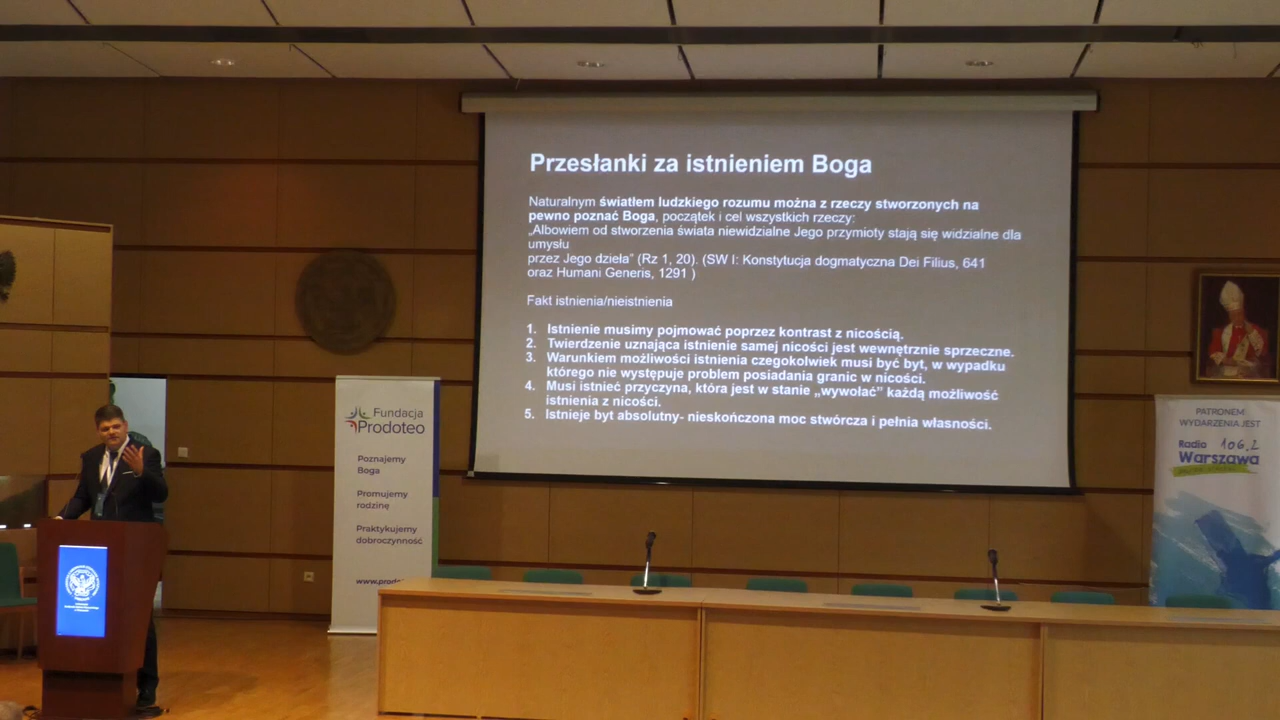 Przesłanki za istnieniem Boga
Naturalnym światłem ludzkiego rozumu można z rzeczy stworzonych na
pewno poznać Boga, początek i cel wszystkich rzeczy:
„Albowiem od stworzenia świata niewidzialne Jego przymioty stają się widzialne dla
umysłu
przez Jego dzieła” (Rz 1, 20). (SW I: Konstytucja dogmatyczna Dei Filius, 641
oraz Humani Generis, 1291 )
Fakt istnienia/nieistnienia
1. Istnienie musimy pojmować poprzez kontrast z nicością.
2. Twierdzenie uznająca istnienie samej nicości jest wewnętrznie sprzeczne.
3. Warunkiem możliwości istnienia czegokolwiek musi być byt, w wypadku
którego nie występuje problem posiadania granic w nicości.
4. Musi istnieć przyczyna, która jest w stanie „wywołać” każdą możliwość
istnienia z nicości.
5. Istnieje byt absolutny- nieskończona moc stwórcza i pełnia własności.
Fundacja
Prodoteo
Poznajemy
Boga
Promujemy
rodzinę
Praktykujemy
dobroczynność
PATRONEM
WYDARZENIA JEST
Radio 106,2
Warszawa